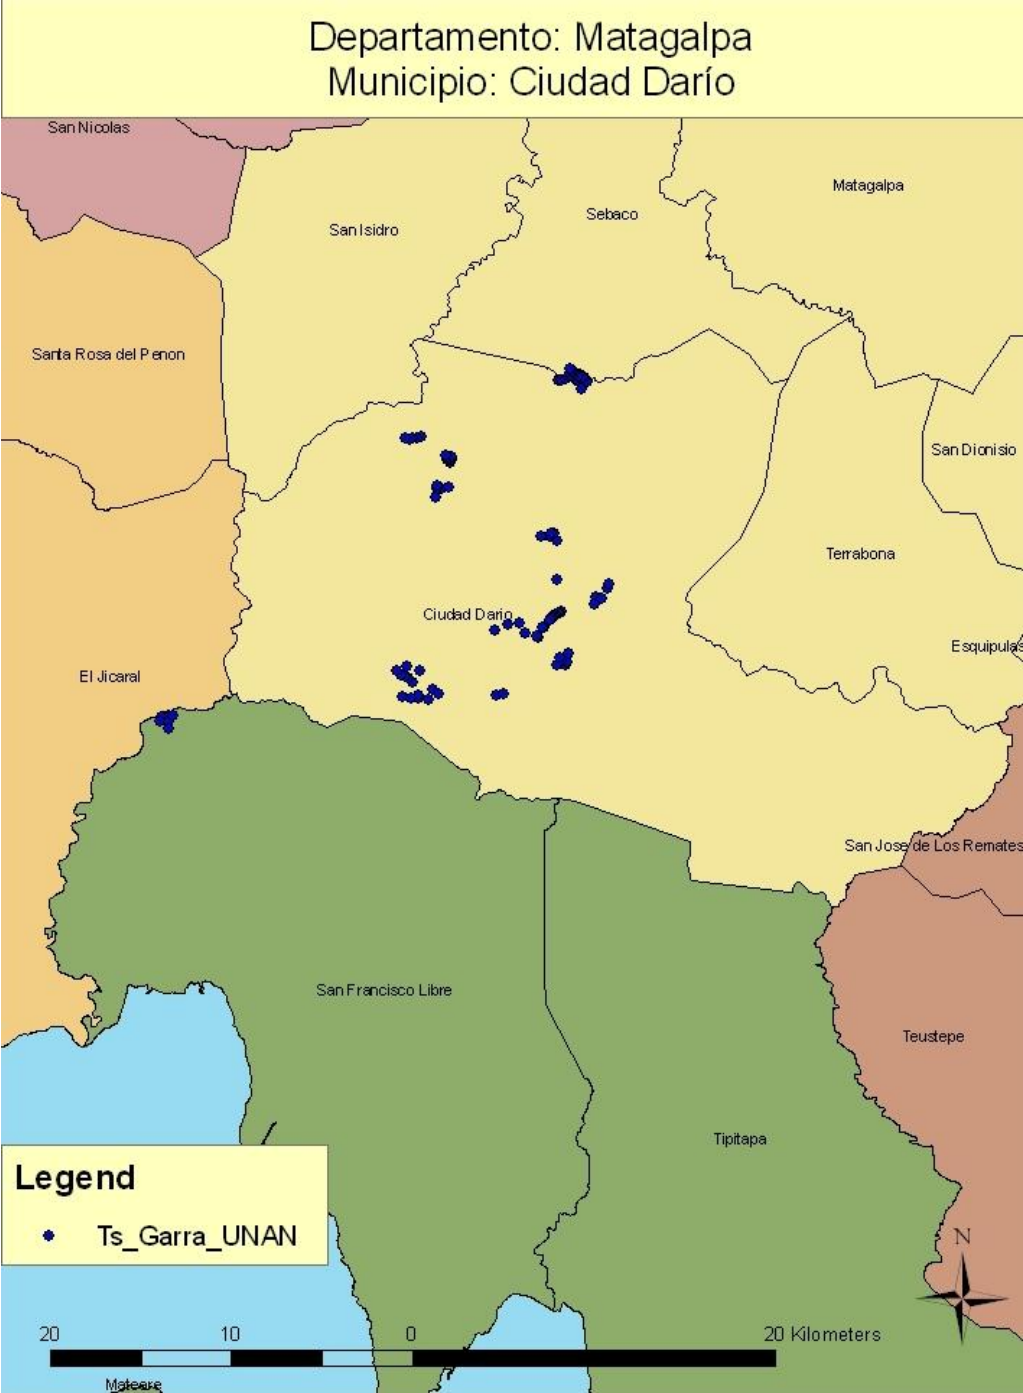 Departamento: Matagalpa
Municipio: Ciudad Darío
San Nicolas
Matagalpa
Sebaco
San Isidro
Santa Rosa del Penon
San Dionisio
Terrabona
Ciudad Dario
Esquipulas
El Jicaral
San Jose de Los Remates
San Francisco Libre
Teustepe
Tipitapa
Legend
Ts_Garra_UNAN
N
20 10 0 20 Kilometers
Mateare